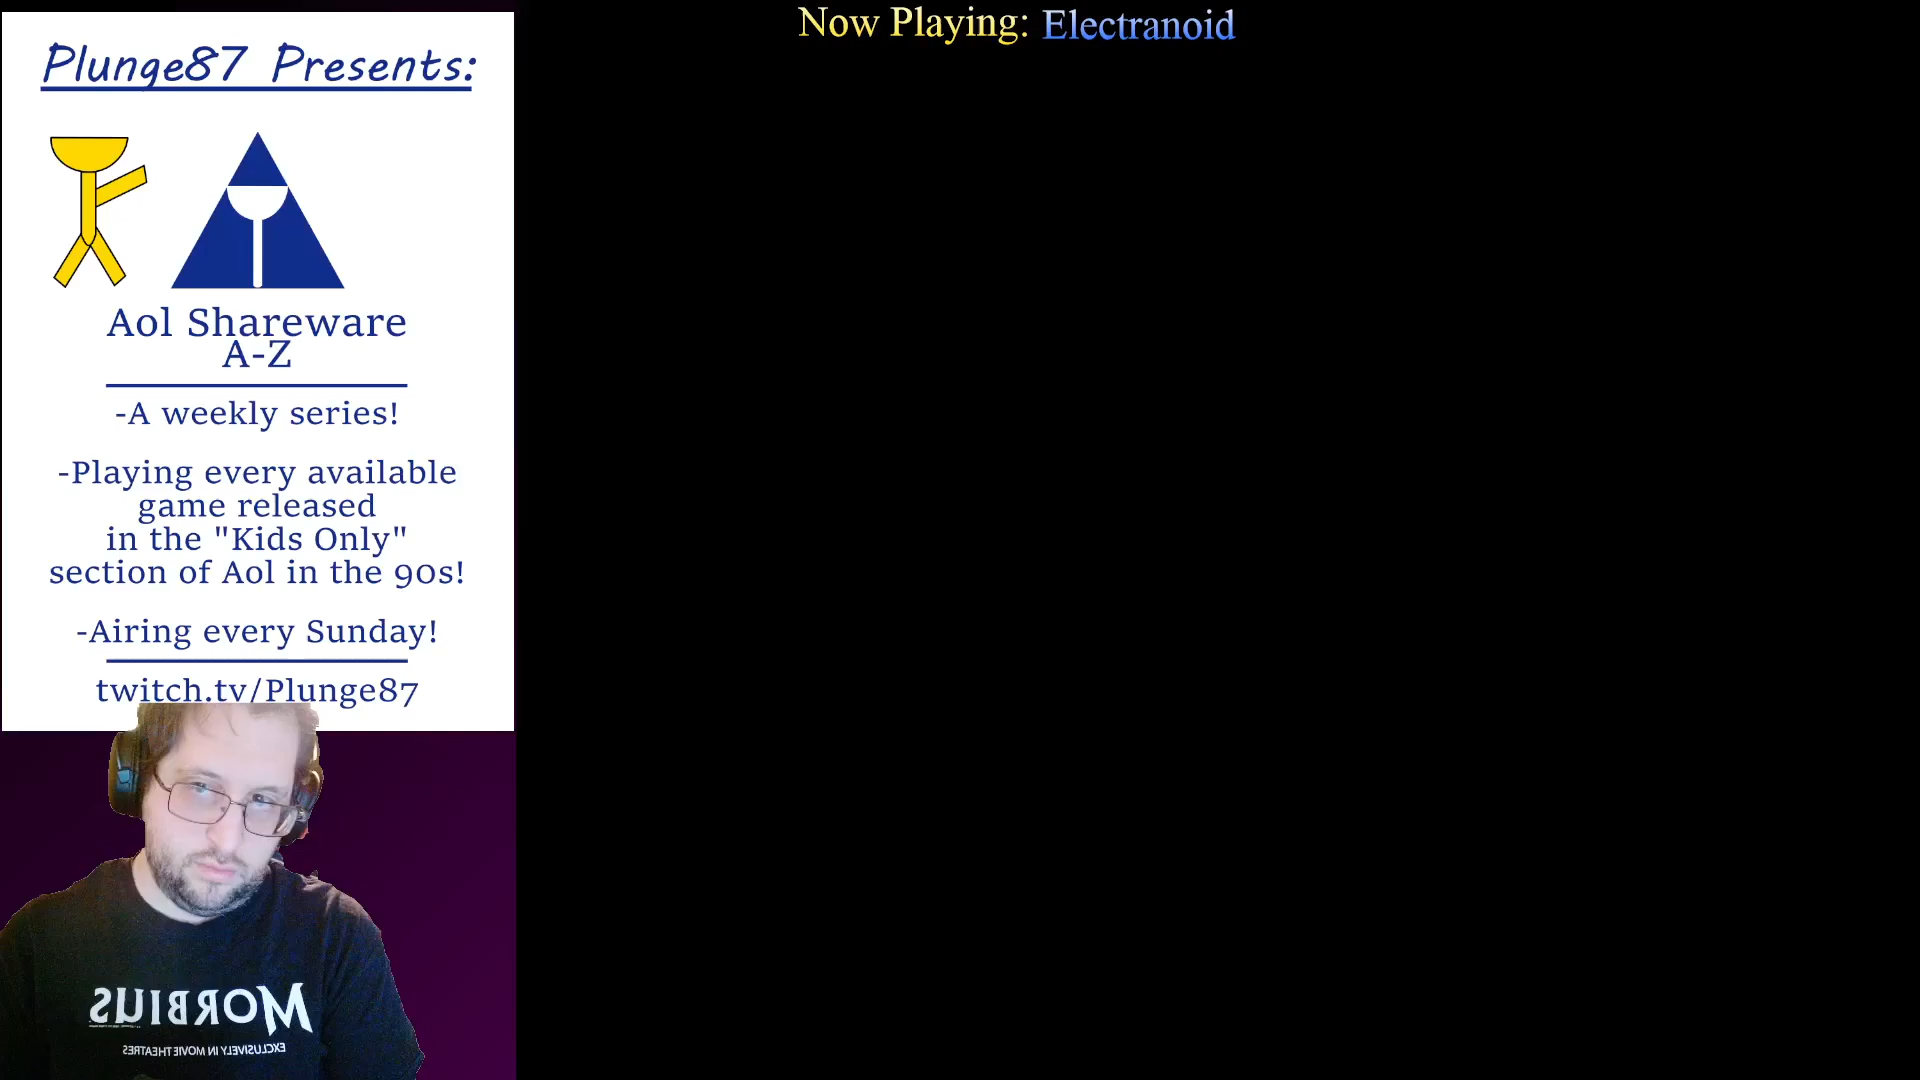 Now Playing: Electranoid
Plunge87 Presents:
Aol Shareware
A-Z
-A weekly series!
-Playing every available
game released
in the "Kids Only"
section of Aol in the 90s!
-Airing every Sunday!
twitch.tv/Plunge87
MORBIUS
EXCLUSIVELY IN MOVIE THEATRES